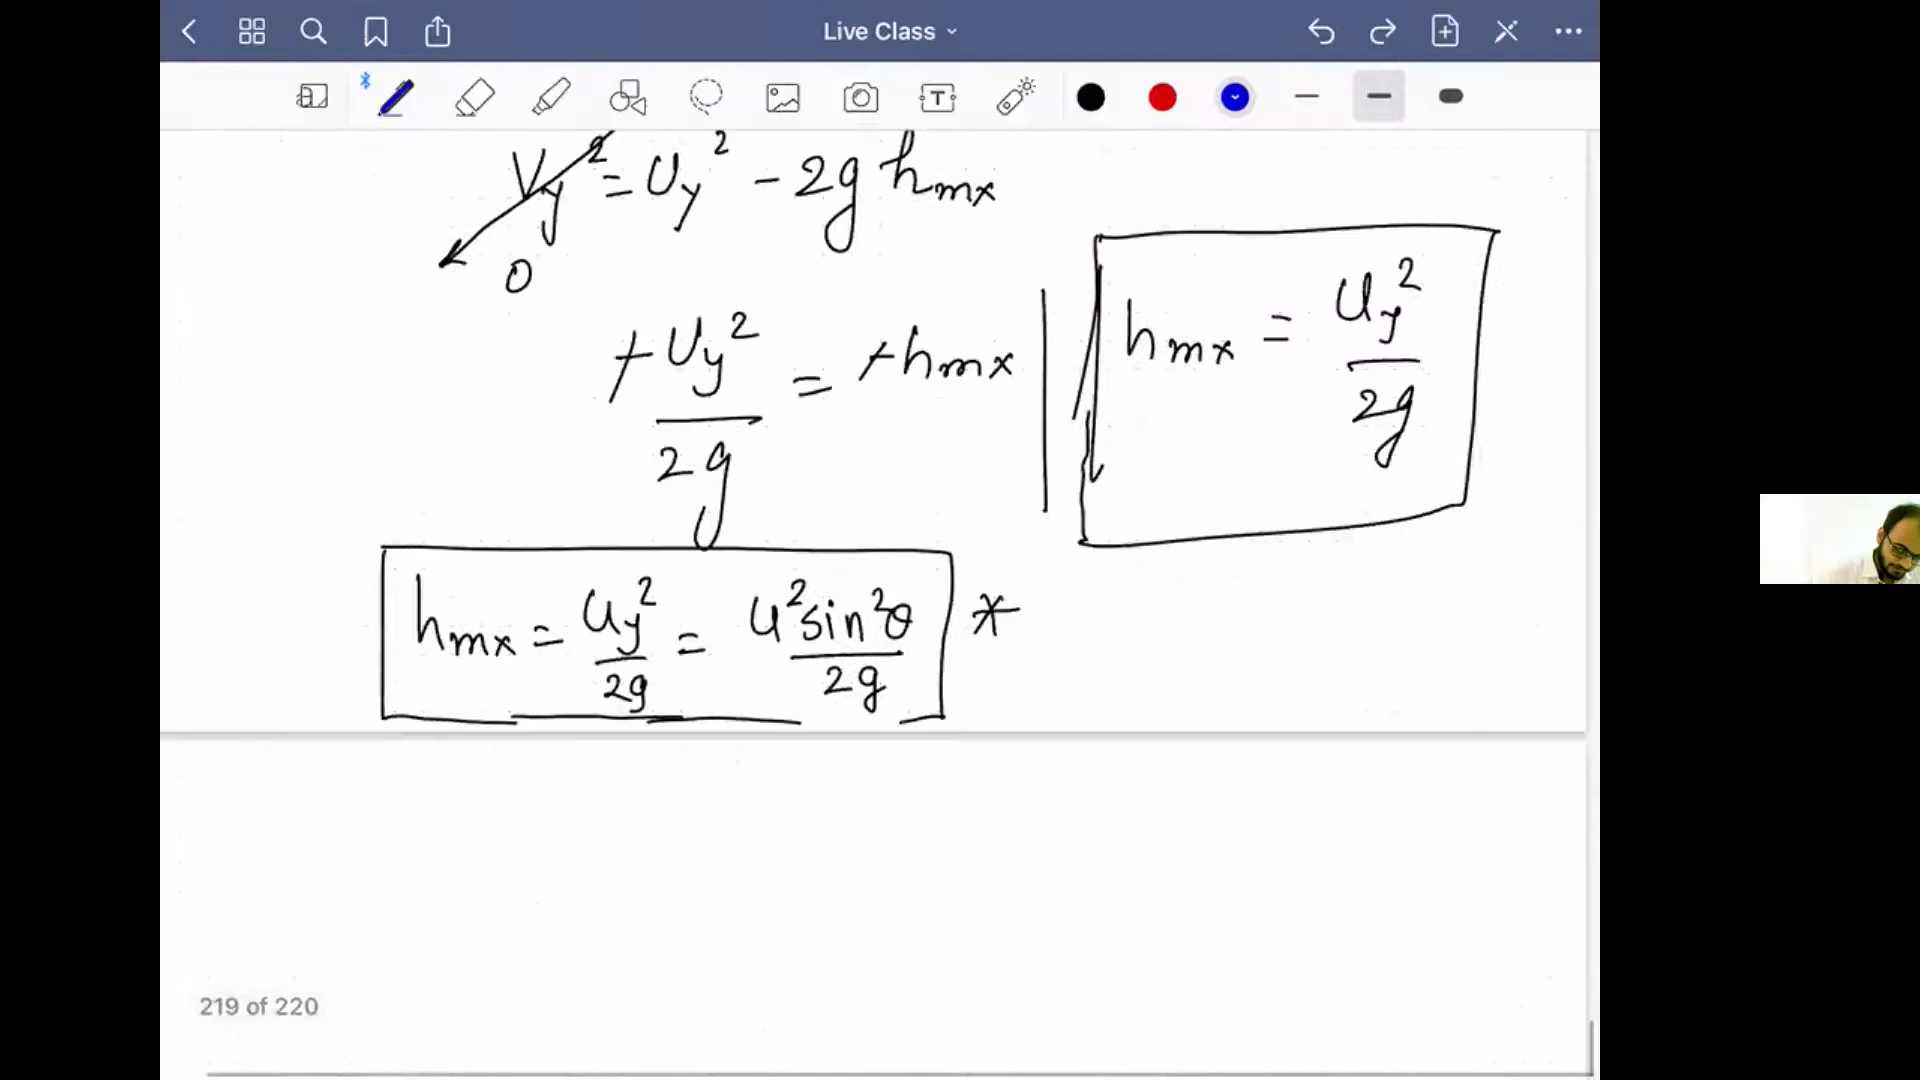 Live Class
T
Vy² = Uy² - 2g hmx
0
+Uy²/2g = +hmx
hmx = Uy²/2g
hmx = Uy²/2g = u²sin²θ/2g *
219 of 220